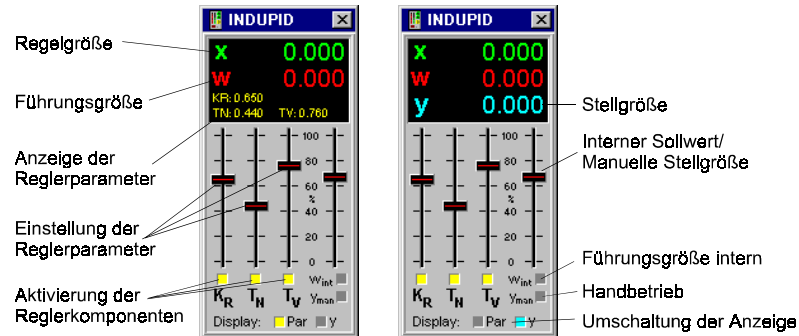 Regelgröße
Führungsgröße
Anzeige der
Reglerparameter
Einstellung der
Reglerparameter
Aktivierung der
Reglerkomponenten
INDUPID
x 0.000
w 0.000
KR: 0.650
TN: 0.440 TV: 0.760
100
80
60
%
40
20
0
Wint
KR TN TV yman
Display: Par y
INDUPID
x 0.000
w 0.000
y 0.000
100
80
60
%
40
20
0
Wint
KR TN TV yman
Display: Par y
Stellgröße
Interner Sollwert/
Manuelle Stellgröße
Führungsgröße intern
Handbetrieb
Umschaltung der Anzeige